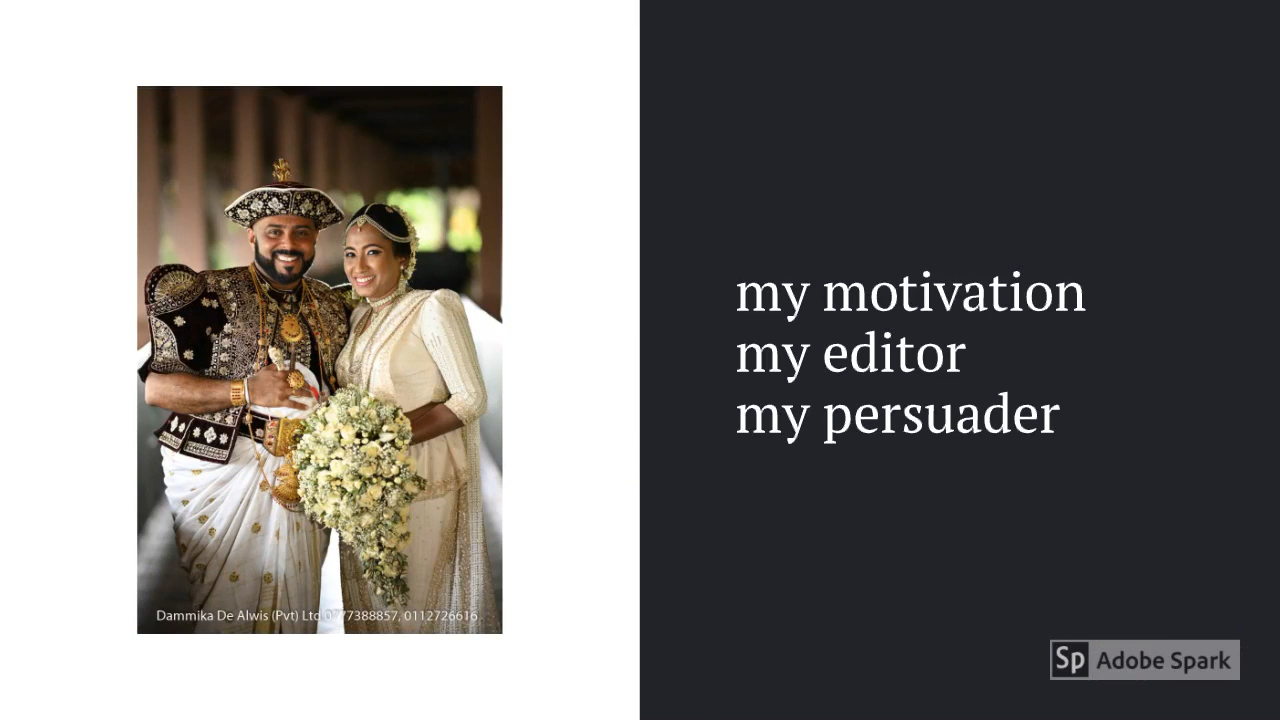 my motivation
my editor
my persuader
Dammika De Alwis (Pvt) Ltd 0777388857, 0112726616
Sp Adobe Spark